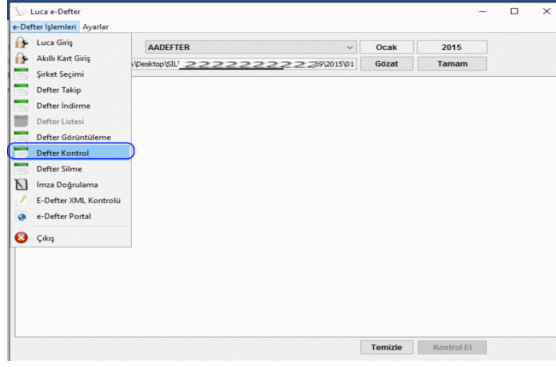 Luca e-Defter
e-Defter İşlemleri Ayarlar
Luca Giriş
AADEFTER Ocak 2015
Akıllı Kart Giriş
\Desktop\SIL\ 2222222222 59\2015\01 Gözat Tamam
Şirket Seçimi
Defter Takip
Defter İndirme
Defter Listesi
Defter Görüntüleme
Defter Kontrol
Defter Silme
İmza Doğrulama
E-Defter XML Kontrolü
e-Defter Portal
Çıkış
Temizle Kontrol Et